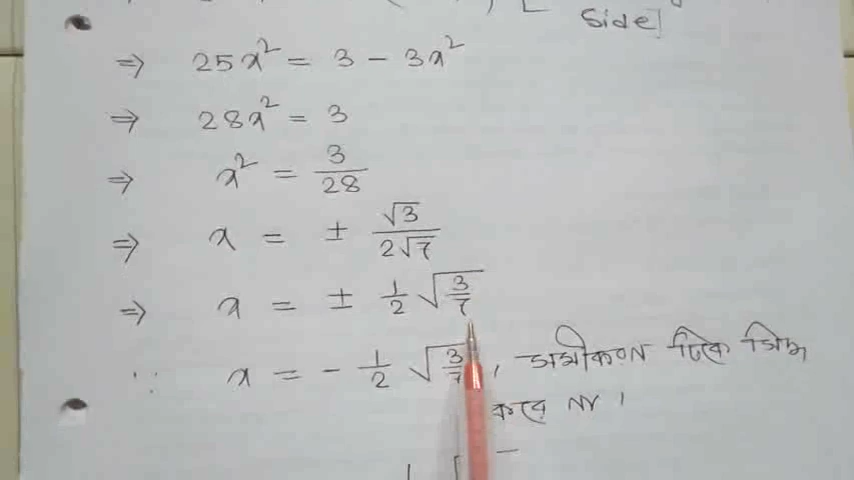 Side]
⇒ 25x² = 3 - 3x²
⇒ 28x² = 3
⇒ x² = 3/28
⇒ x = ± √3/2√7
⇒ x = ± 1/2 √(3/7)
∵ x = - 1/2 √(3/7), সমীকরণ টিকে সিদ্ধ
করে না।